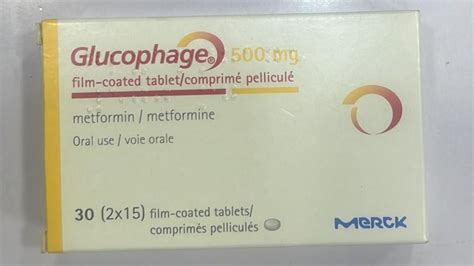 Glucophage® 500 mg
film-coated tablet/comprimé pelliculé
metformin / metformine
Oral use / voie orale
30 (2x15) film-coated tablets/
comprimés pelliculés
MERCK